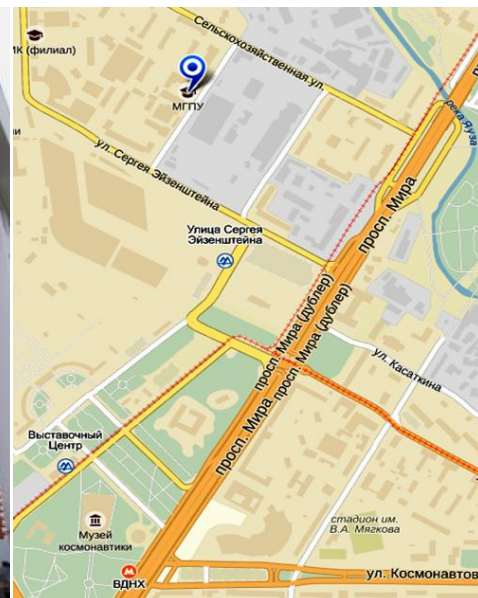 Сельскохозяйственная ул.
ИК (филиал)
МГПУ
река Яуза
ул. Сергея Эйзенштейна
просп. Мира
Улица Сергея
Эйзенштейна
просп. Мира (дублер)
просп. Мира (дублер)
ул. Касаткина
просп. Мира
Выставочный
Центр
стадион им.
В.А. Мягкова
Музей
космонавтики
ВДНХ
ул. Космонавтов